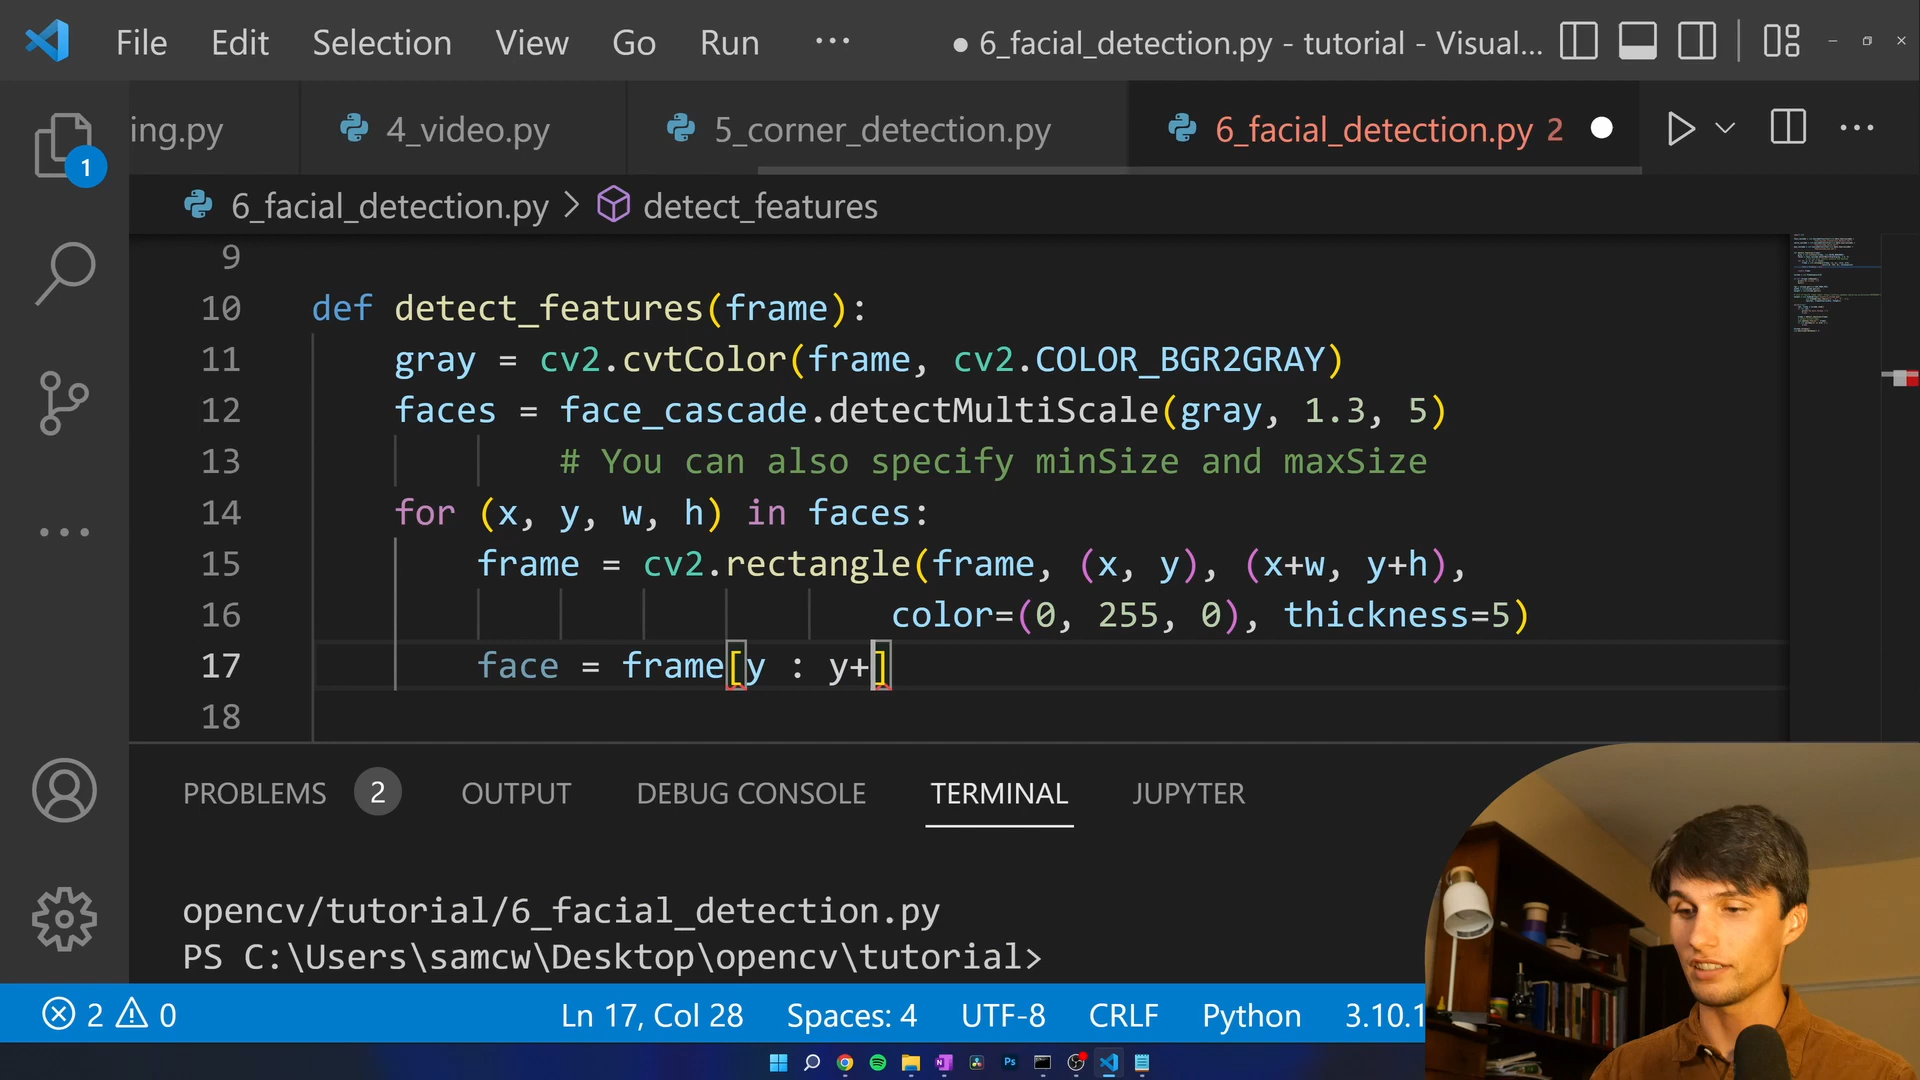 File Edit Selection View Go Run ··· ● 6_facial_detection.py - tutorial - Visual...
ing.py 4_video.py 5_corner_detection.py 6_facial_detection.py 2
1
6_facial_detection.py > detect_features
9
10 def detect_features(frame):
11 gray = cv2.cvtColor(frame, cv2.COLOR_BGR2GRAY)
12 faces = face_cascade.detectMultiScale(gray, 1.3, 5)
13 # You can also specify minSize and maxSize
14 for (x, y, w, h) in faces:
15 frame = cv2.rectangle(frame, (x, y), (x+w, y+h),
16 color=(0, 255, 0), thickness=5)
17 face = frame[y : y+]
18
PROBLEMS 2 OUTPUT DEBUG CONSOLE TERMINAL JUPYTER
opencv/tutorial/6_facial_detection.py
PS C:\Users\samcw\Desktop\opencv\tutorial>
2 0 Ln 17, Col 28 Spaces: 4 UTF-8 CRLF Python 3.10.1
Ps